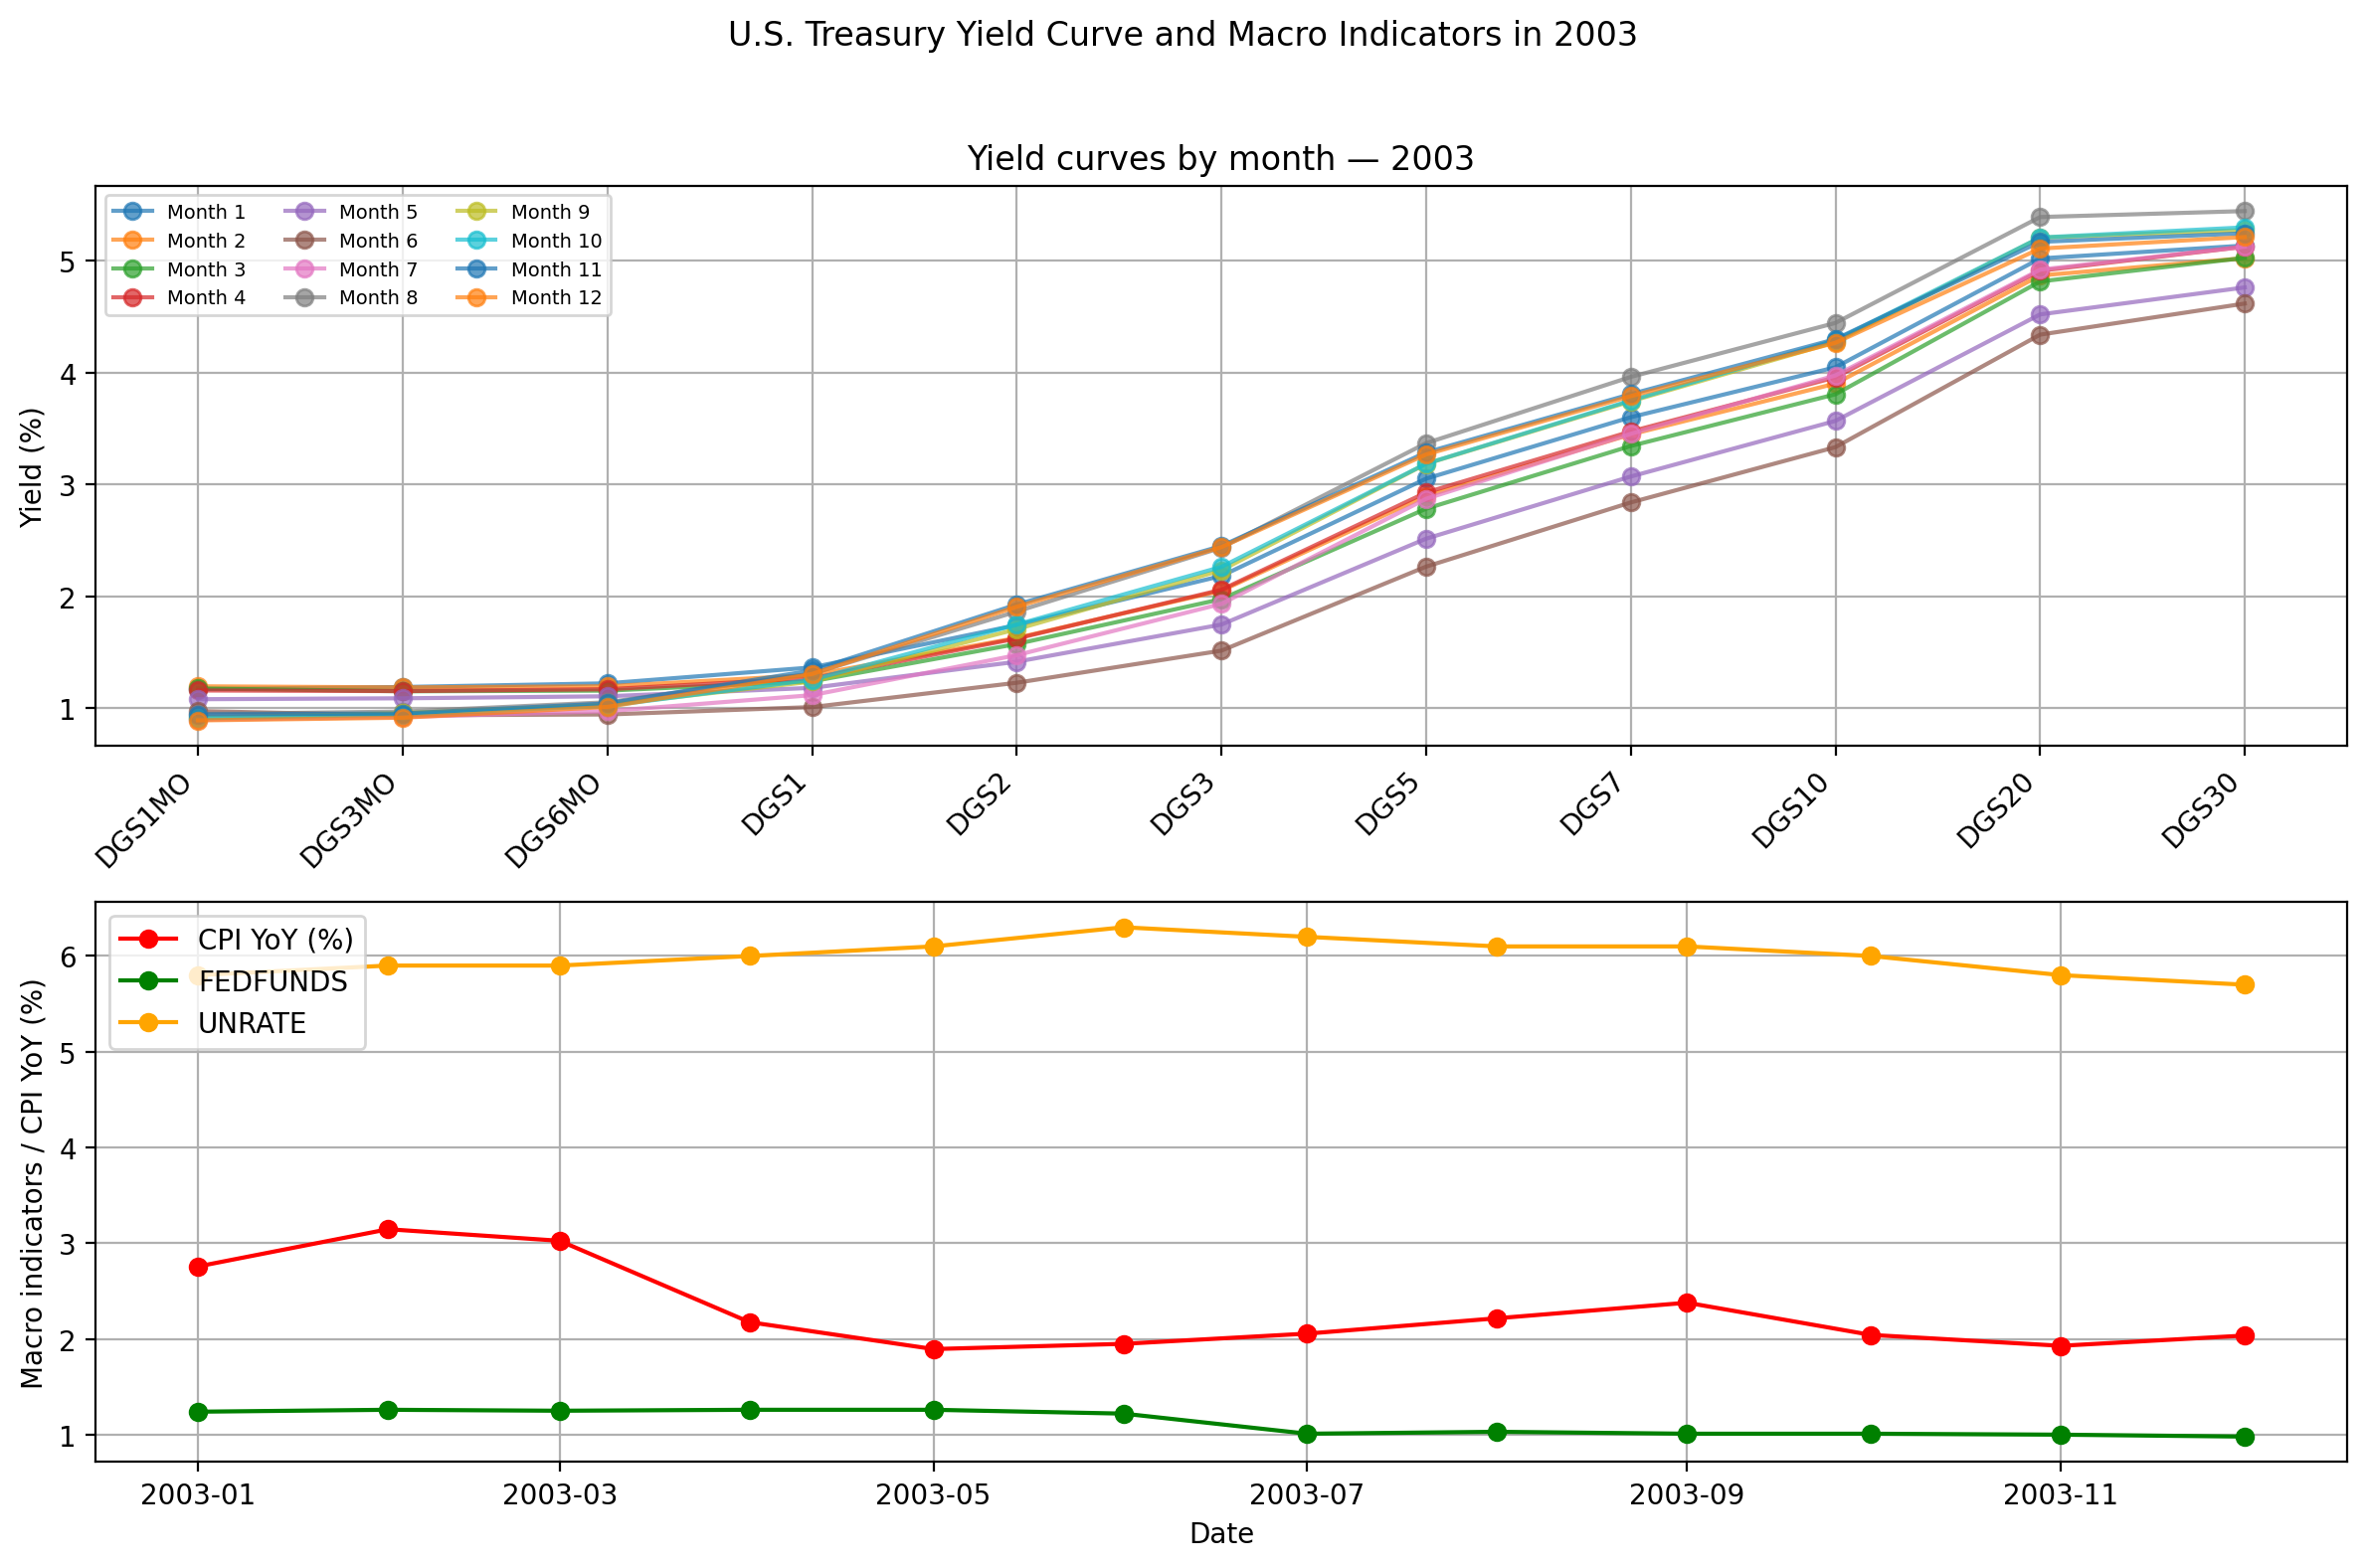 U.S. Treasury Yield Curve and Macro Indicators in 2003
Yield curves by month — 2003
Month 1
Month 2
Month 3
Month 4
Month 5
Month 6
Month 7
Month 8
Month 9
Month 10
Month 11
Month 12
Yield (%)
5
4
3
2
1
DGS1MO
DGS3MO
DGS6MO
DGS1
DGS2
DGS3
DGS5
DGS7
DGS10
DGS20
DGS30
CPI YoY (%)
FEDFUNDS
UNRATE
Macro indicators / CPI YoY (%)
6
5
4
3
2
1
2003-01
2003-03
2003-05
2003-07
2003-09
2003-11
Date